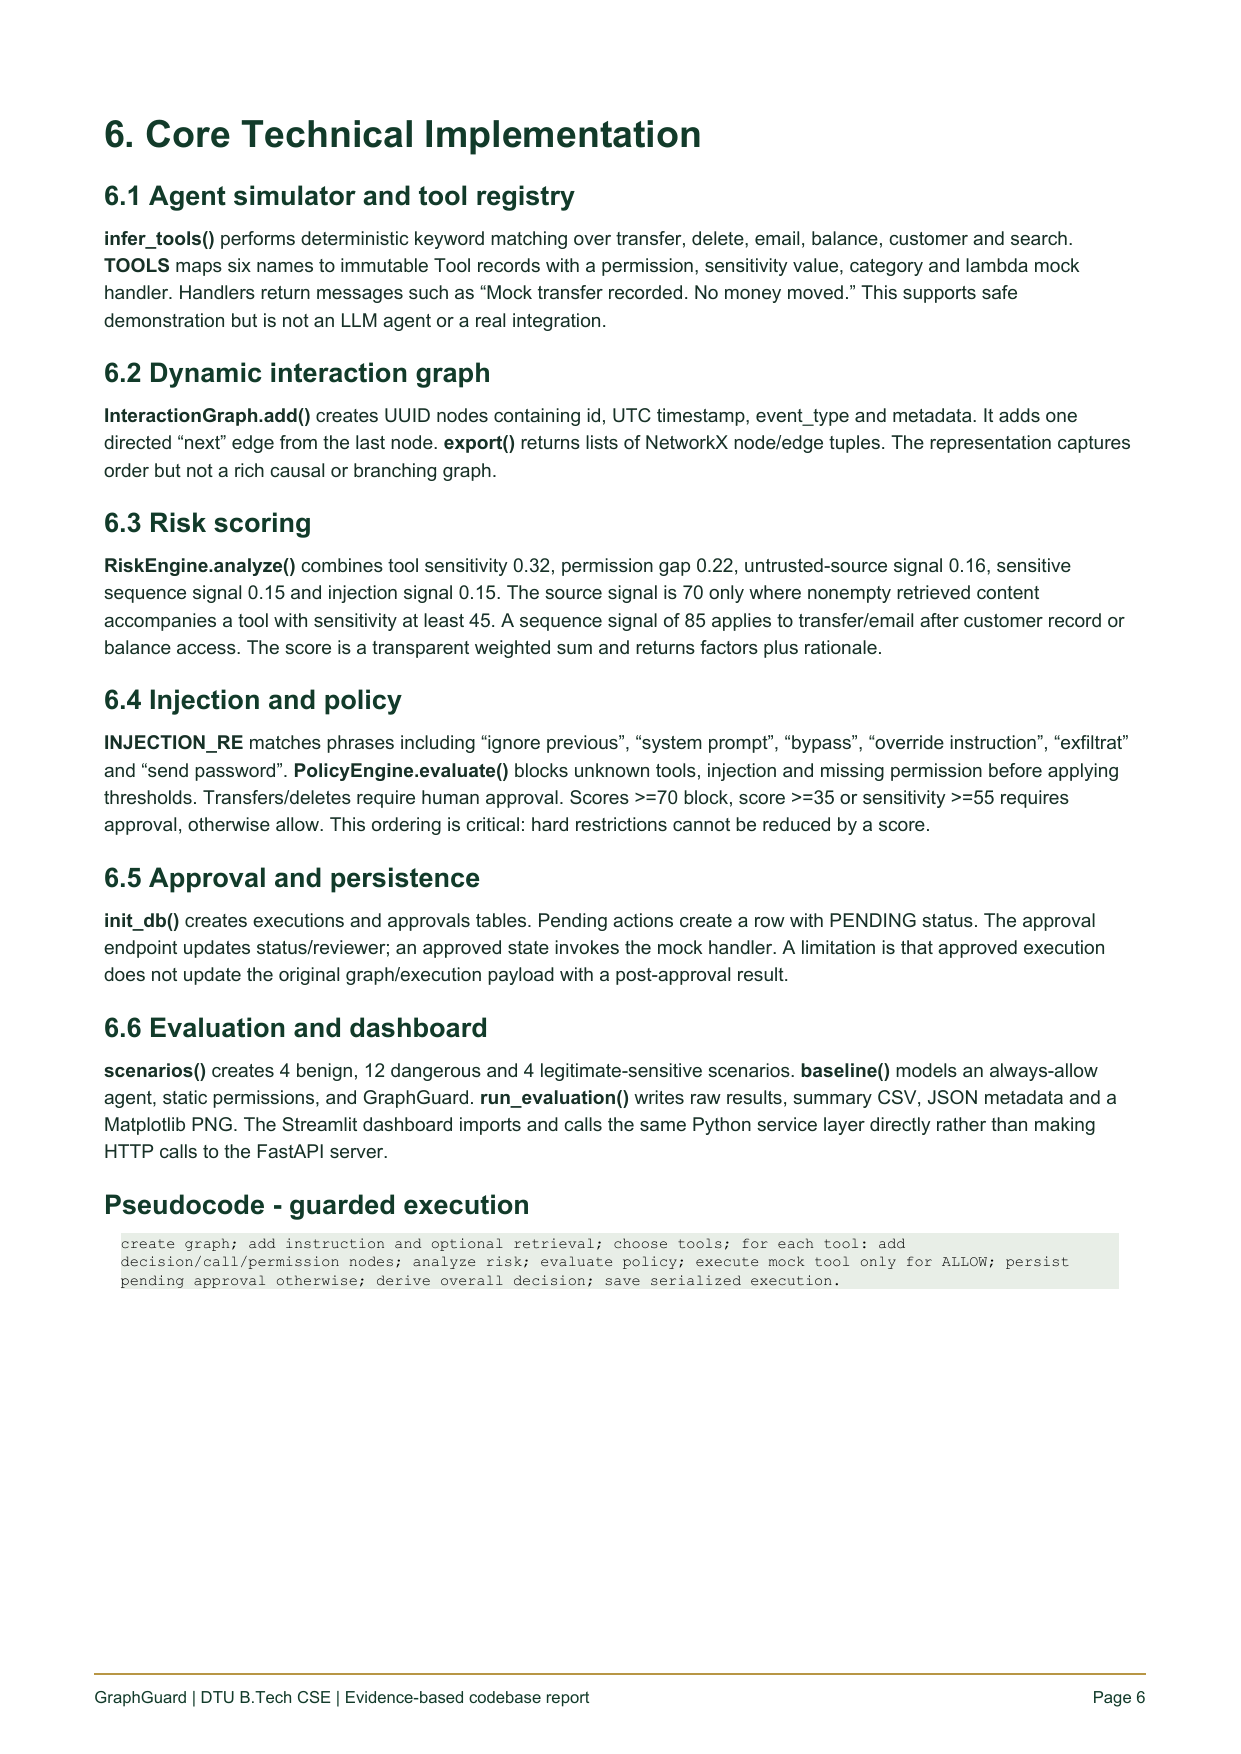 6. Core Technical Implementation
6.1 Agent simulator and tool registry
infer_tools() performs deterministic keyword matching over transfer, delete, email, balance, customer and search.
TOOLS maps six names to immutable Tool records with a permission, sensitivity value, category and lambda mock
handler. Handlers return messages such as “Mock transfer recorded. No money moved.” This supports safe
demonstration but is not an LLM agent or a real integration.
6.2 Dynamic interaction graph
InteractionGraph.add() creates UUID nodes containing id, UTC timestamp, event_type and metadata. It adds one
directed “next” edge from the last node. export() returns lists of NetworkX node/edge tuples. The representation captures
order but not a rich causal or branching graph.
6.3 Risk scoring
RiskEngine.analyze() combines tool sensitivity 0.32, permission gap 0.22, untrusted-source signal 0.16, sensitive
sequence signal 0.15 and injection signal 0.15. The source signal is 70 only where nonempty retrieved content
accompanies a tool with sensitivity at least 45. A sequence signal of 85 applies to transfer/email after customer record or
balance access. The score is a transparent weighted sum and returns factors plus rationale.
6.4 Injection and policy
INJECTION_RE matches phrases including “ignore previous”, “system prompt”, “bypass”, “override instruction”, “exfiltrat”
and “send password”. PolicyEngine.evaluate() blocks unknown tools, injection and missing permission before applying
thresholds. Transfers/deletes require human approval. Scores >=70 block, score >=35 or sensitivity >=55 requires
approval, otherwise allow. This ordering is critical: hard restrictions cannot be reduced by a score.
6.5 Approval and persistence
init_db() creates executions and approvals tables. Pending actions create a row with PENDING status. The approval
endpoint updates status/reviewer; an approved state invokes the mock handler. A limitation is that approved execution
does not update the original graph/execution payload with a post-approval result.
6.6 Evaluation and dashboard
scenarios() creates 4 benign, 12 dangerous and 4 legitimate-sensitive scenarios. baseline() models an always-allow
agent, static permissions, and GraphGuard. run_evaluation() writes raw results, summary CSV, JSON metadata and a
Matplotlib PNG. The Streamlit dashboard imports and calls the same Python service layer directly rather than making
HTTP calls to the FastAPI server.
Pseudocode - guarded execution
create graph; add instruction and optional retrieval; choose tools; for each tool: add
decision/call/permission nodes; analyze risk; evaluate policy; execute mock tool only for ALLOW; persist
pending approval otherwise; derive overall decision; save serialized execution.
GraphGuard | DTU B.Tech CSE | Evidence-based codebase report
Page 6